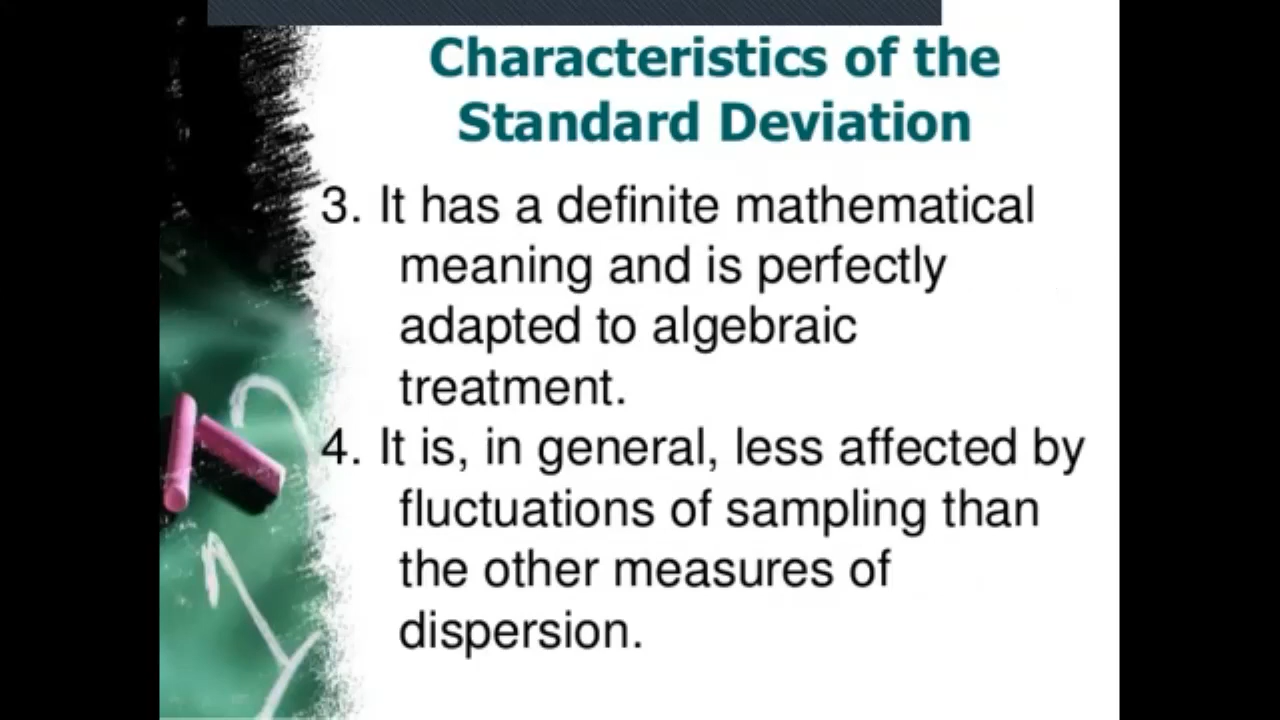 Characteristics of the
Standard Deviation
3. It has a definite mathematical
meaning and is perfectly
adapted to algebraic
treatment.
4. It is, in general, less affected by
fluctuations of sampling than
the other measures of
dispersion.